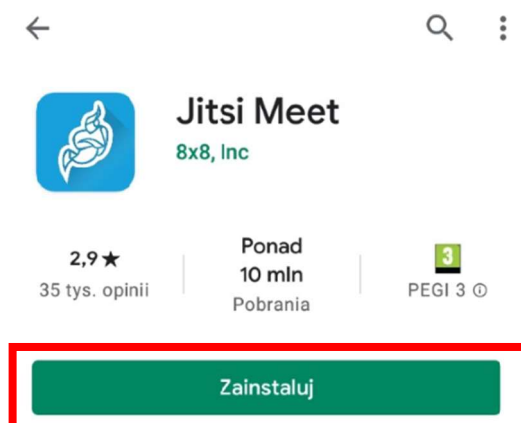 Jitsi Meet
8x8, Inc
2,9 ★
35 tys. opinii
Ponad
10 mln
Pobrania
3
PEGI 3
Zainstaluj